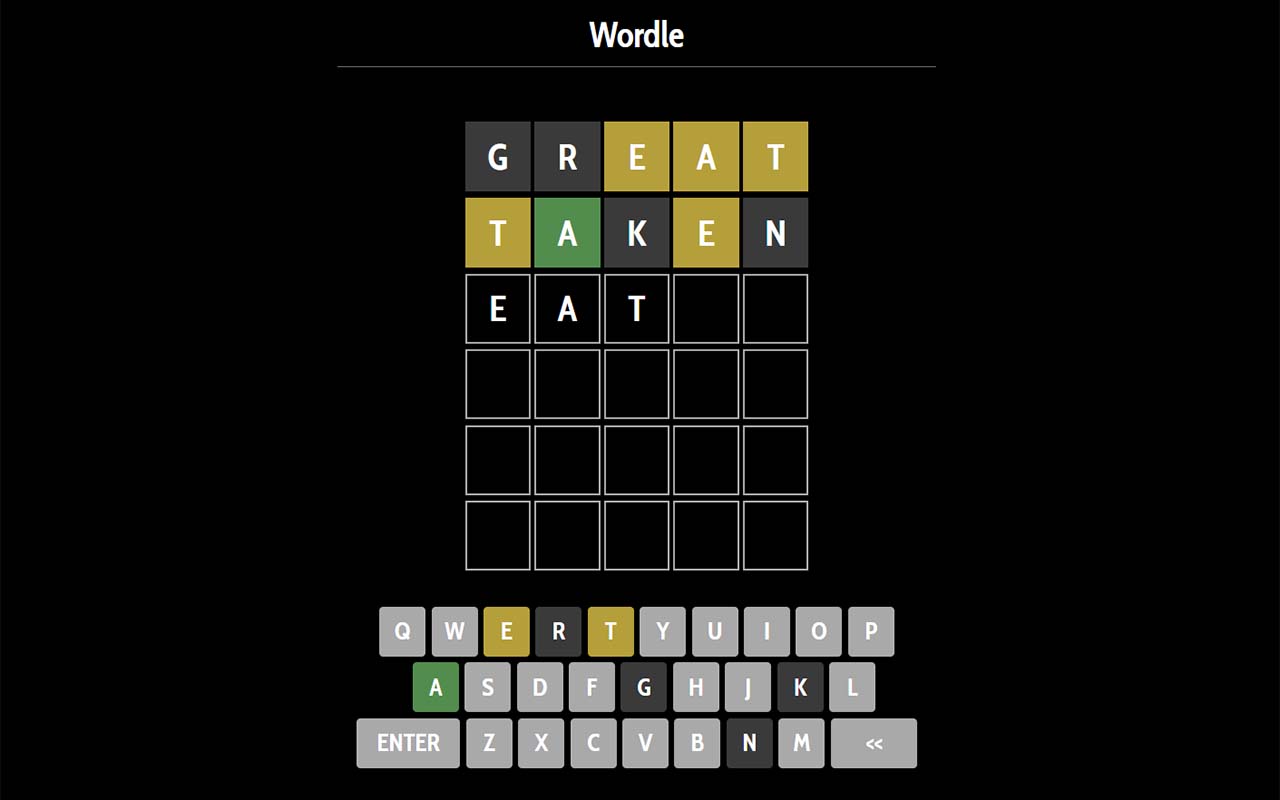 Wordle
G R E A T
T A K E N
E A T
Q W E R T Y U I O P
A S D F G H J K L
ENTER Z X C V B N M <<